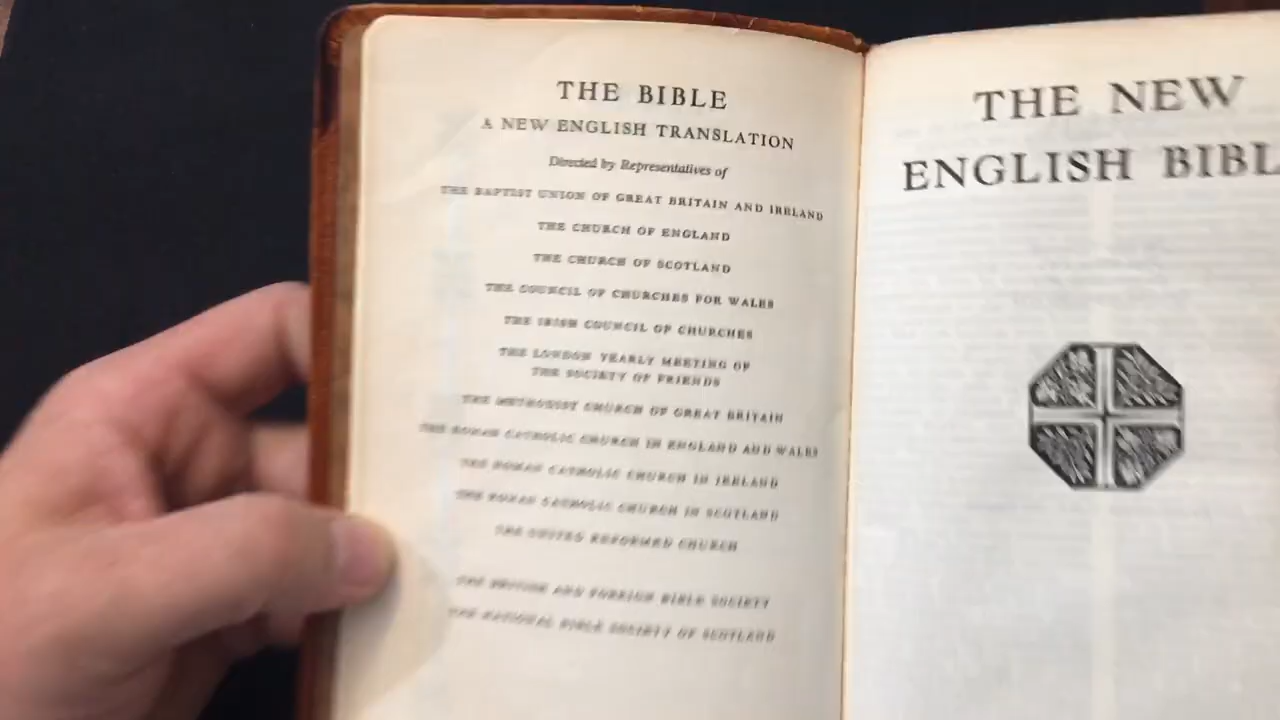 THE BIBLE
A NEW ENGLISH TRANSLATION
Directed by Representatives of
THE BAPTIST UNION OF GREAT BRITAIN AND IRELAND
THE CHURCH OF ENGLAND
THE CHURCH OF SCOTLAND
THE COUNCIL OF CHURCHES FOR WALES
THE IRISH COUNCIL OF CHURCHES
THE LONDON YEARLY MEETING OF
THE SOCIETY OF FRIENDS
THE METHODIST CHURCH OF GREAT BRITAIN
THE ROMAN CATHOLIC CHURCH IN ENGLAND AND WALES
THE ROMAN CATHOLIC CHURCH IN IRELAND
THE ROMAN CATHOLIC CHURCH IN SCOTLAND
THE UNITED REFORMED CHURCH
THE BRITISH AND FOREIGN BIBLE SOCIETY
THE NATIONAL BIBLE SOCIETY OF SCOTLAND
THE NEW
ENGLISH BIBL